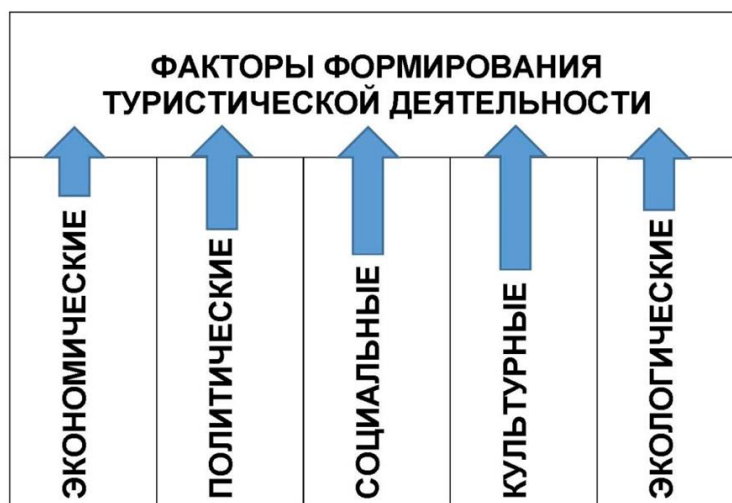 ФАКТОРЫ ФОРМИРОВАНИЯ
ТУРИСТИЧЕСКОЙ ДЕЯТЕЛЬНОСТИ
ЭКОНОМИЧЕСКИЕ
ПОЛИТИЧЕСКИЕ
СОЦИАЛЬНЫЕ
КУЛЬТУРНЫЕ
ЭКОЛОГИЧЕСКИЕ